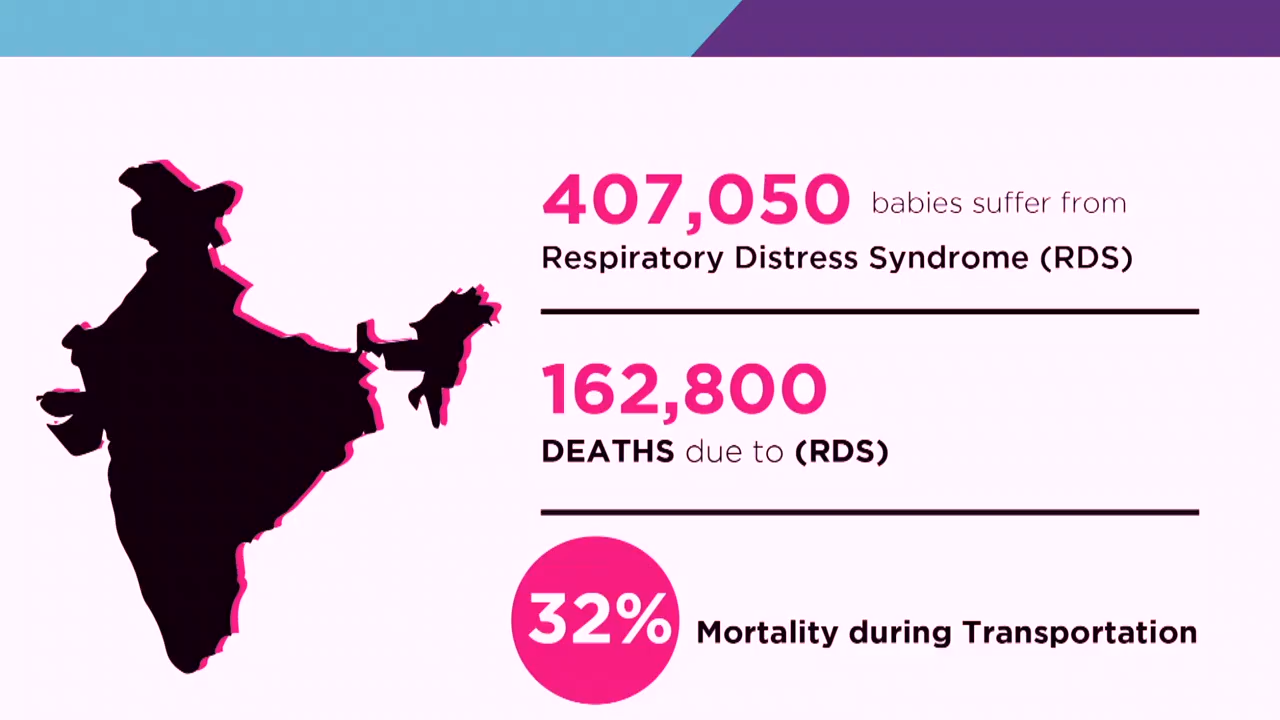 407,050 babies suffer from
Respiratory Distress Syndrome (RDS)
162,800
DEATHS due to (RDS)
32% Mortality during Transportation